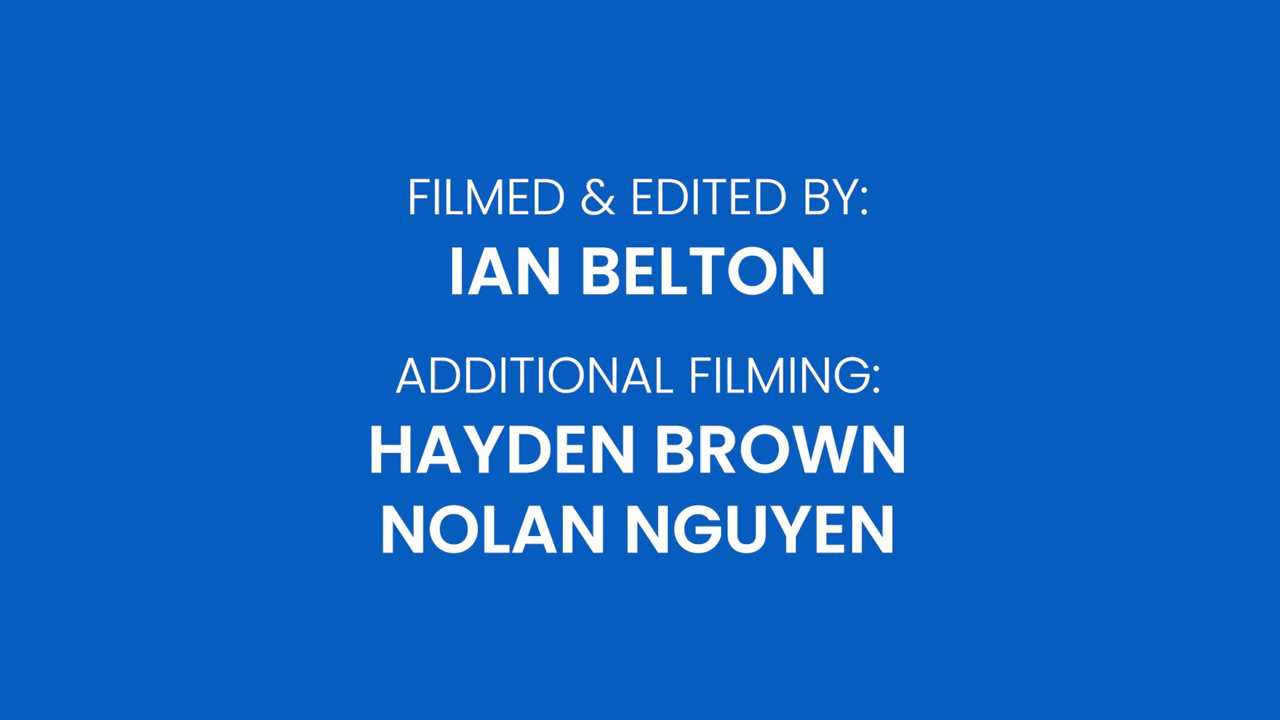 FILMED & EDITED BY:
IAN BELTON
ADDITIONAL FILMING:
HAYDEN BROWN
NOLAN NGUYEN